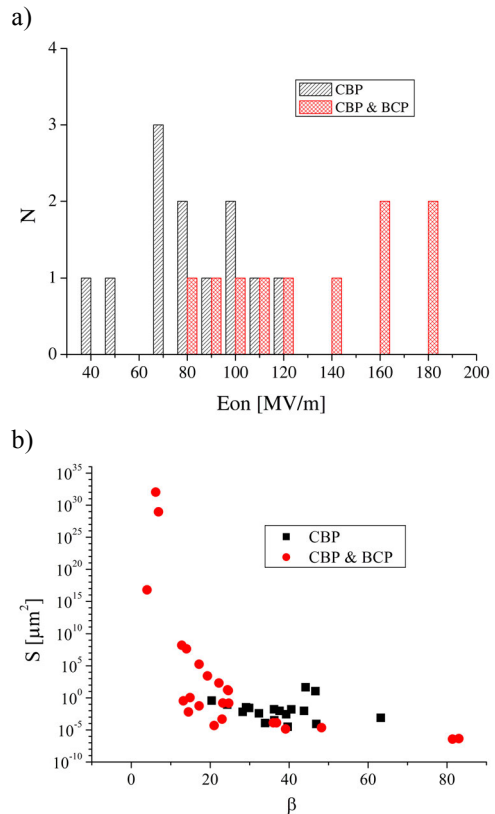 a)
4
3
2
1
0
N
CBP
CBP & BCP
40 60 80 100 120 140 160 180 200
Eon [MV/m]
b)
10^35
10^30
10^25
10^20
10^15
10^10
10^5
10^0
10^-5
10^-10
S [μm²]
CBP
CBP & BCP
0 20 40 60 80
β